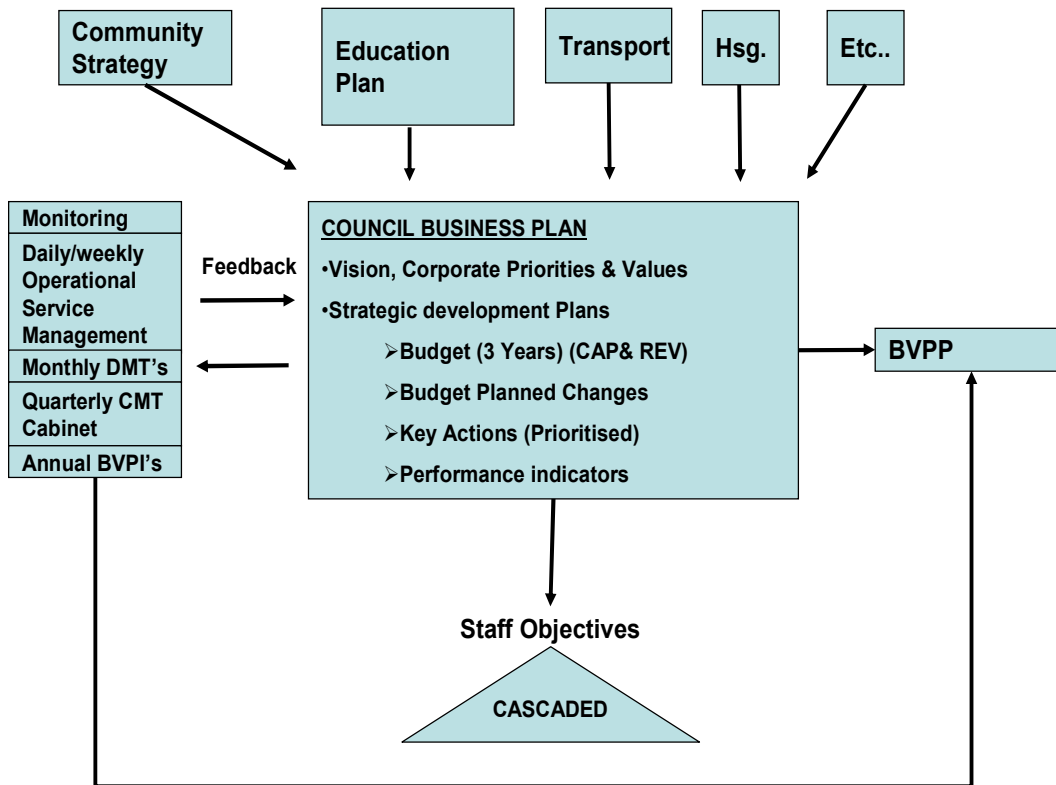 Community
Strategy
Education
Plan
Transport
Hsg.
Etc..
Monitoring
Daily/weekly
Operational
Service
Management
Monthly DMT's
Quarterly CMT
Cabinet
Annual BVPI's
Feedback
COUNCIL BUSINESS PLAN
•Vision, Corporate Priorities & Values
•Strategic development Plans
➢Budget (3 Years) (CAP& REV)
➢Budget Planned Changes
➢Key Actions (Prioritised)
➢Performance indicators
BVPP
Staff Objectives
CASCADED